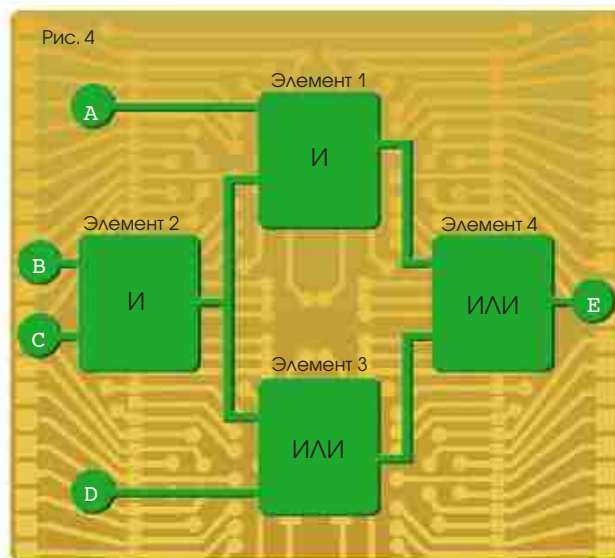 Рис. 4
Элемент 1
A
И
Элемент 2
Элемент 4
B
И
ИЛИ
E
C
Элемент 3
ИЛИ
D